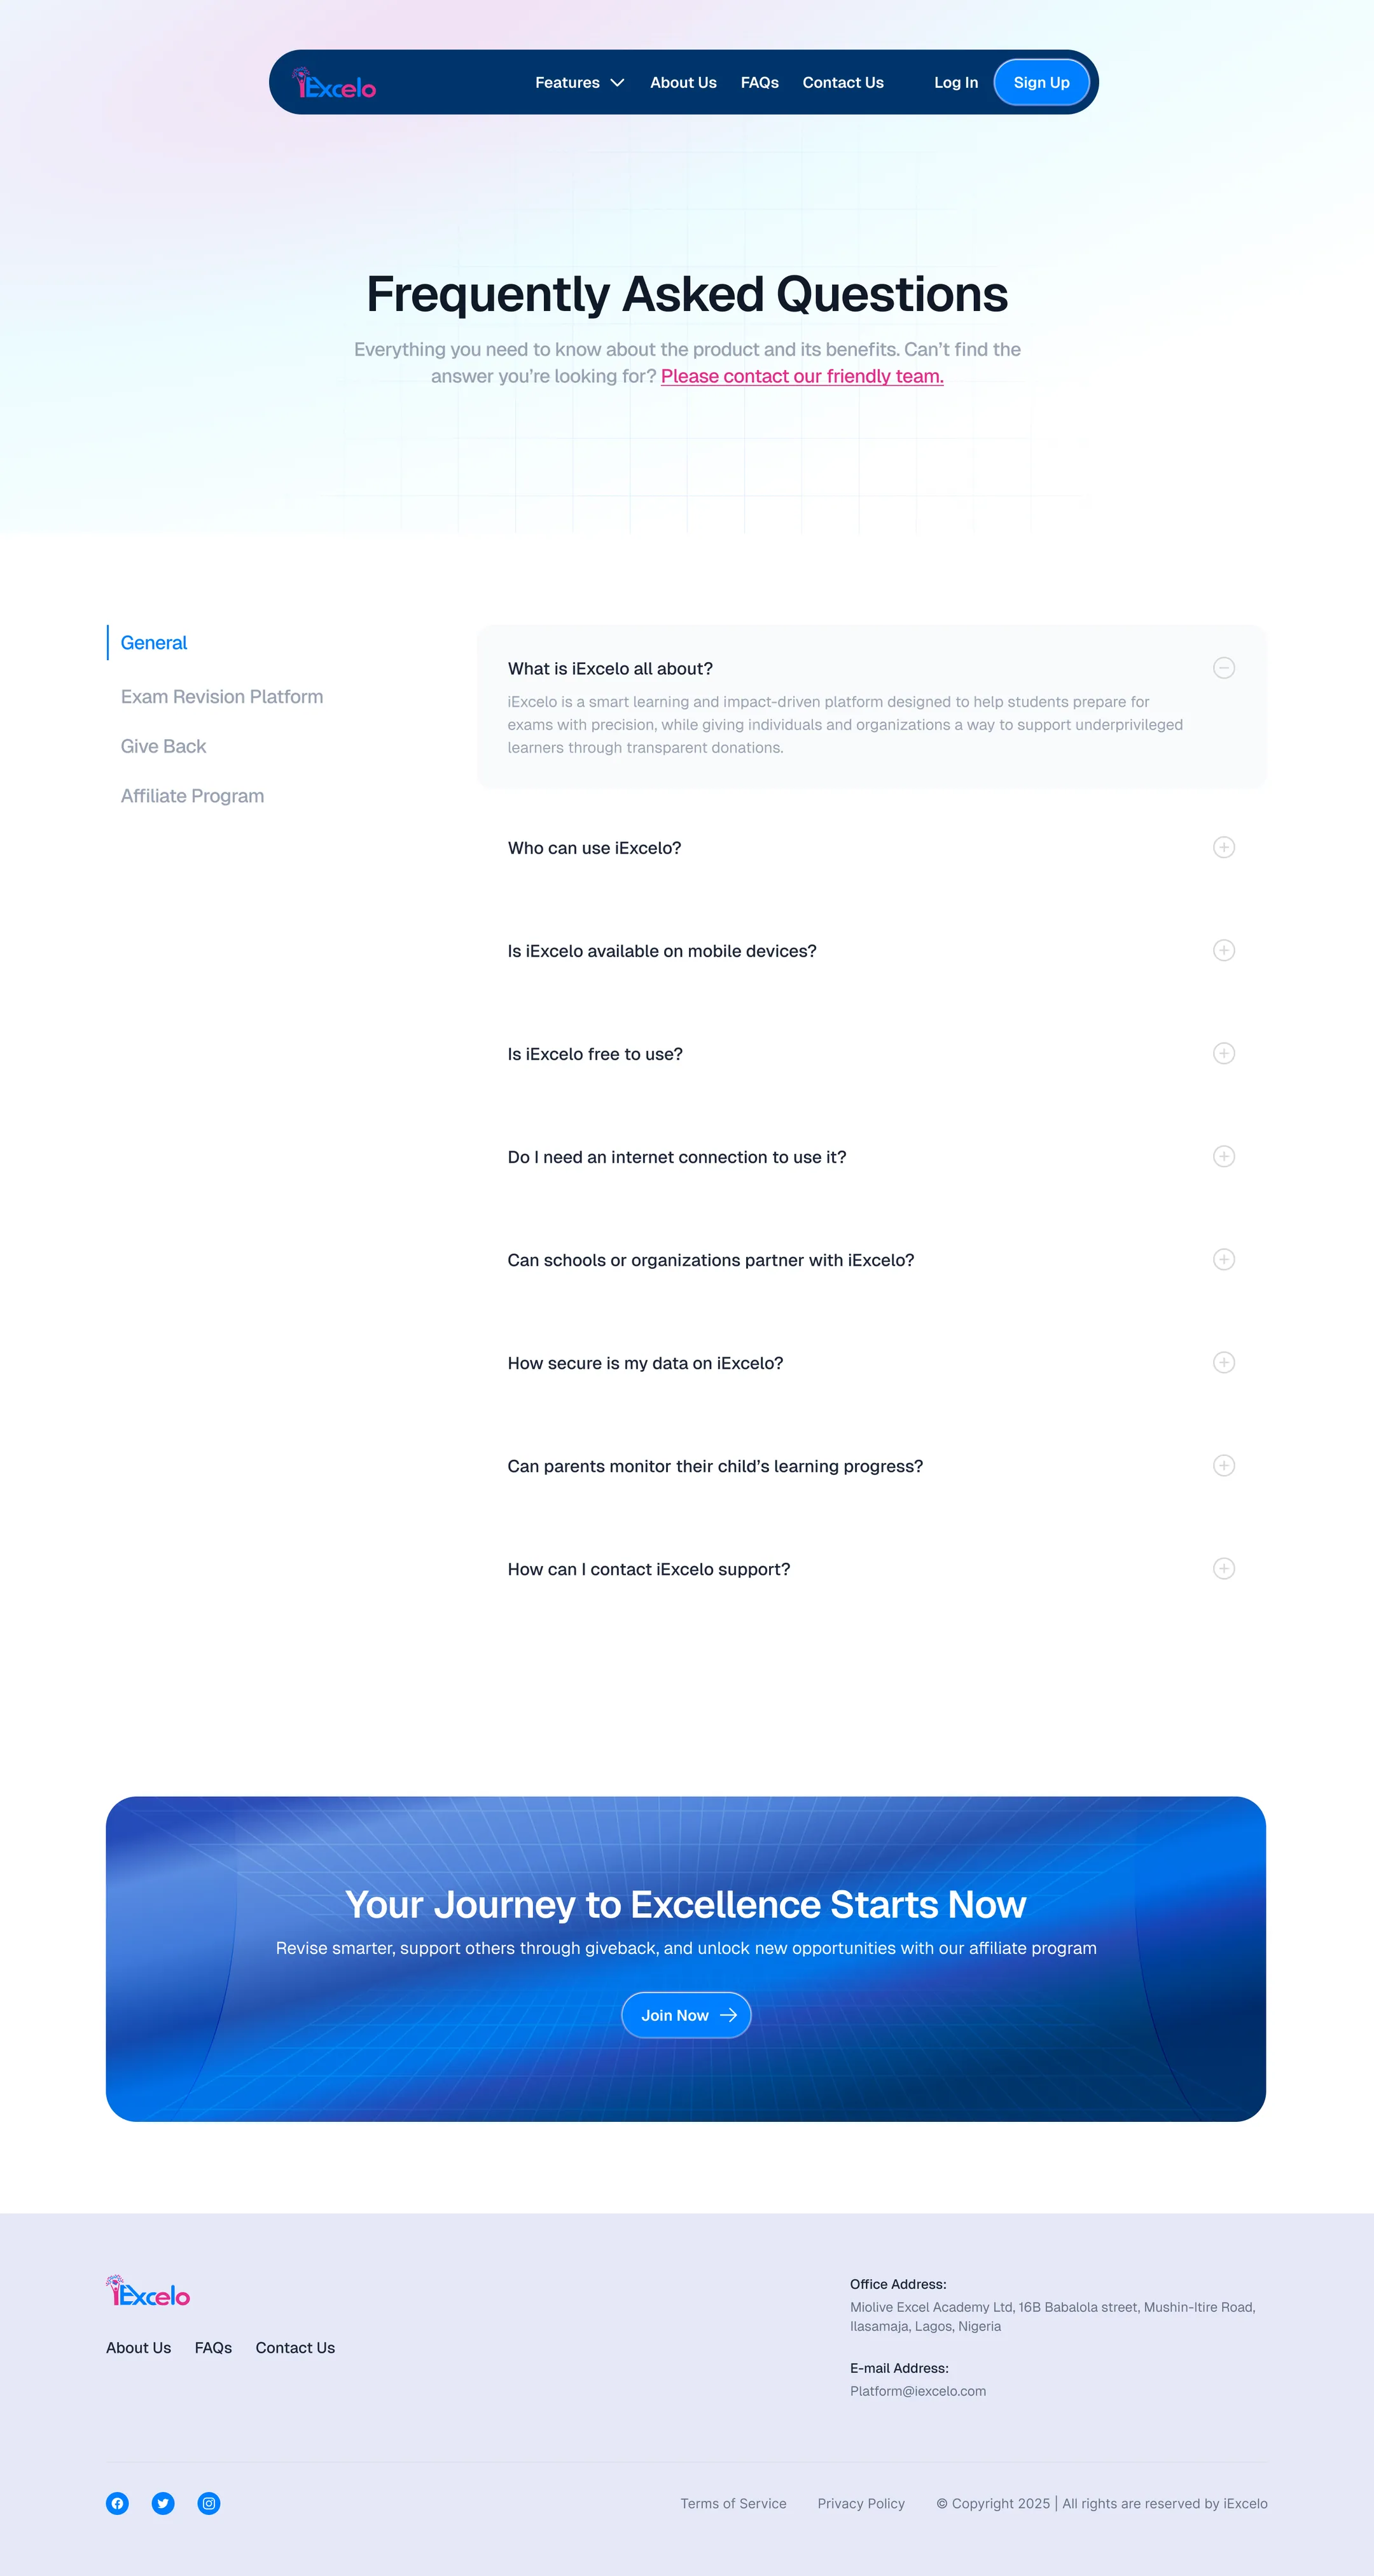 iExcelo
Features
About Us
FAQs
Contact Us
Log In
Sign Up
Frequently Asked Questions
Everything you need to know about the product and its benefits. Can’t find the
answer you’re looking for? Please contact our friendly team.
General
Exam Revision Platform
Give Back
Affiliate Program
What is iExcelo all about?
iExcelo is a smart learning and impact-driven platform designed to help students prepare for
exams with precision, while giving individuals and organizations a way to support underprivileged
learners through transparent donations.
Who can use iExcelo?
Is iExcelo available on mobile devices?
Is iExcelo free to use?
Do I need an internet connection to use it?
Can schools or organizations partner with iExcelo?
How secure is my data on iExcelo?
Can parents monitor their child’s learning progress?
How can I contact iExcelo support?
Your Journey to Excellence Starts Now
Revise smarter, support others through giveback, and unlock new opportunities with our affiliate program
Join Now
iExcelo
About Us
FAQs
Contact Us
Office Address:
Miolive Excel Academy Ltd, 16B Babalola street, Mushin-Itire Road,
Ilasamaja, Lagos, Nigeria
E-mail Address:
Platform@iexcelo.com
Terms of Service
Privacy Policy
© Copyright 2025 | All rights are reserved by iExcelo